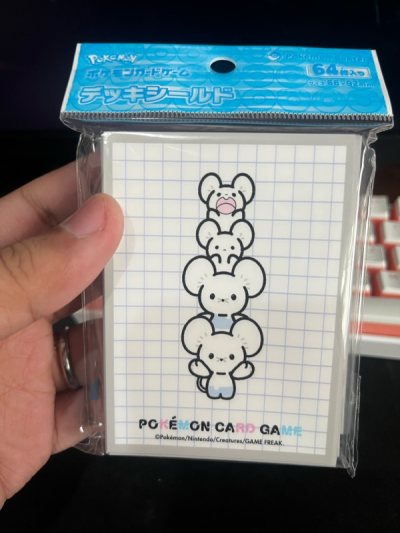 Pokémon
ポケモンカードゲーム
デッキシールド
64枚入り
POKÉMON CARD GAME
©Pokémon/Nintendo/Creatures/GAME FREAK.